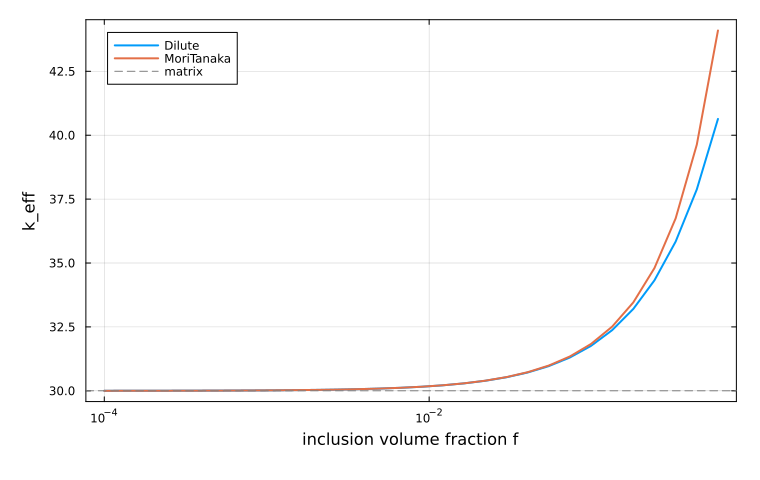 Dilute
MoriTanaka
matrix
42.5
40.0
37.5
35.0
32.5
30.0
k_eff
10⁻⁴
10⁻²
inclusion volume fraction f